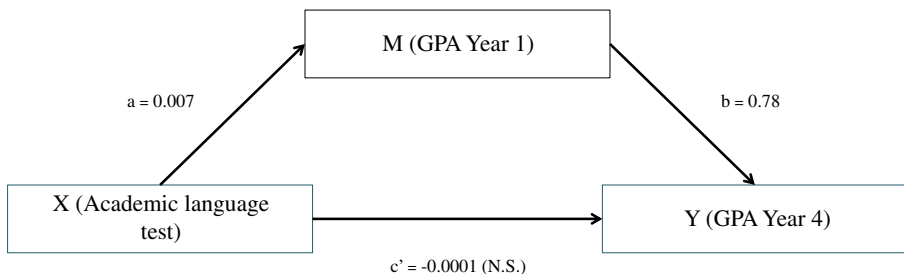 M (GPA Year 1)
a = 0.007
b = 0.78
X (Academic language
test)
Y (GPA Year 4)
c’ = -0.0001 (N.S.)